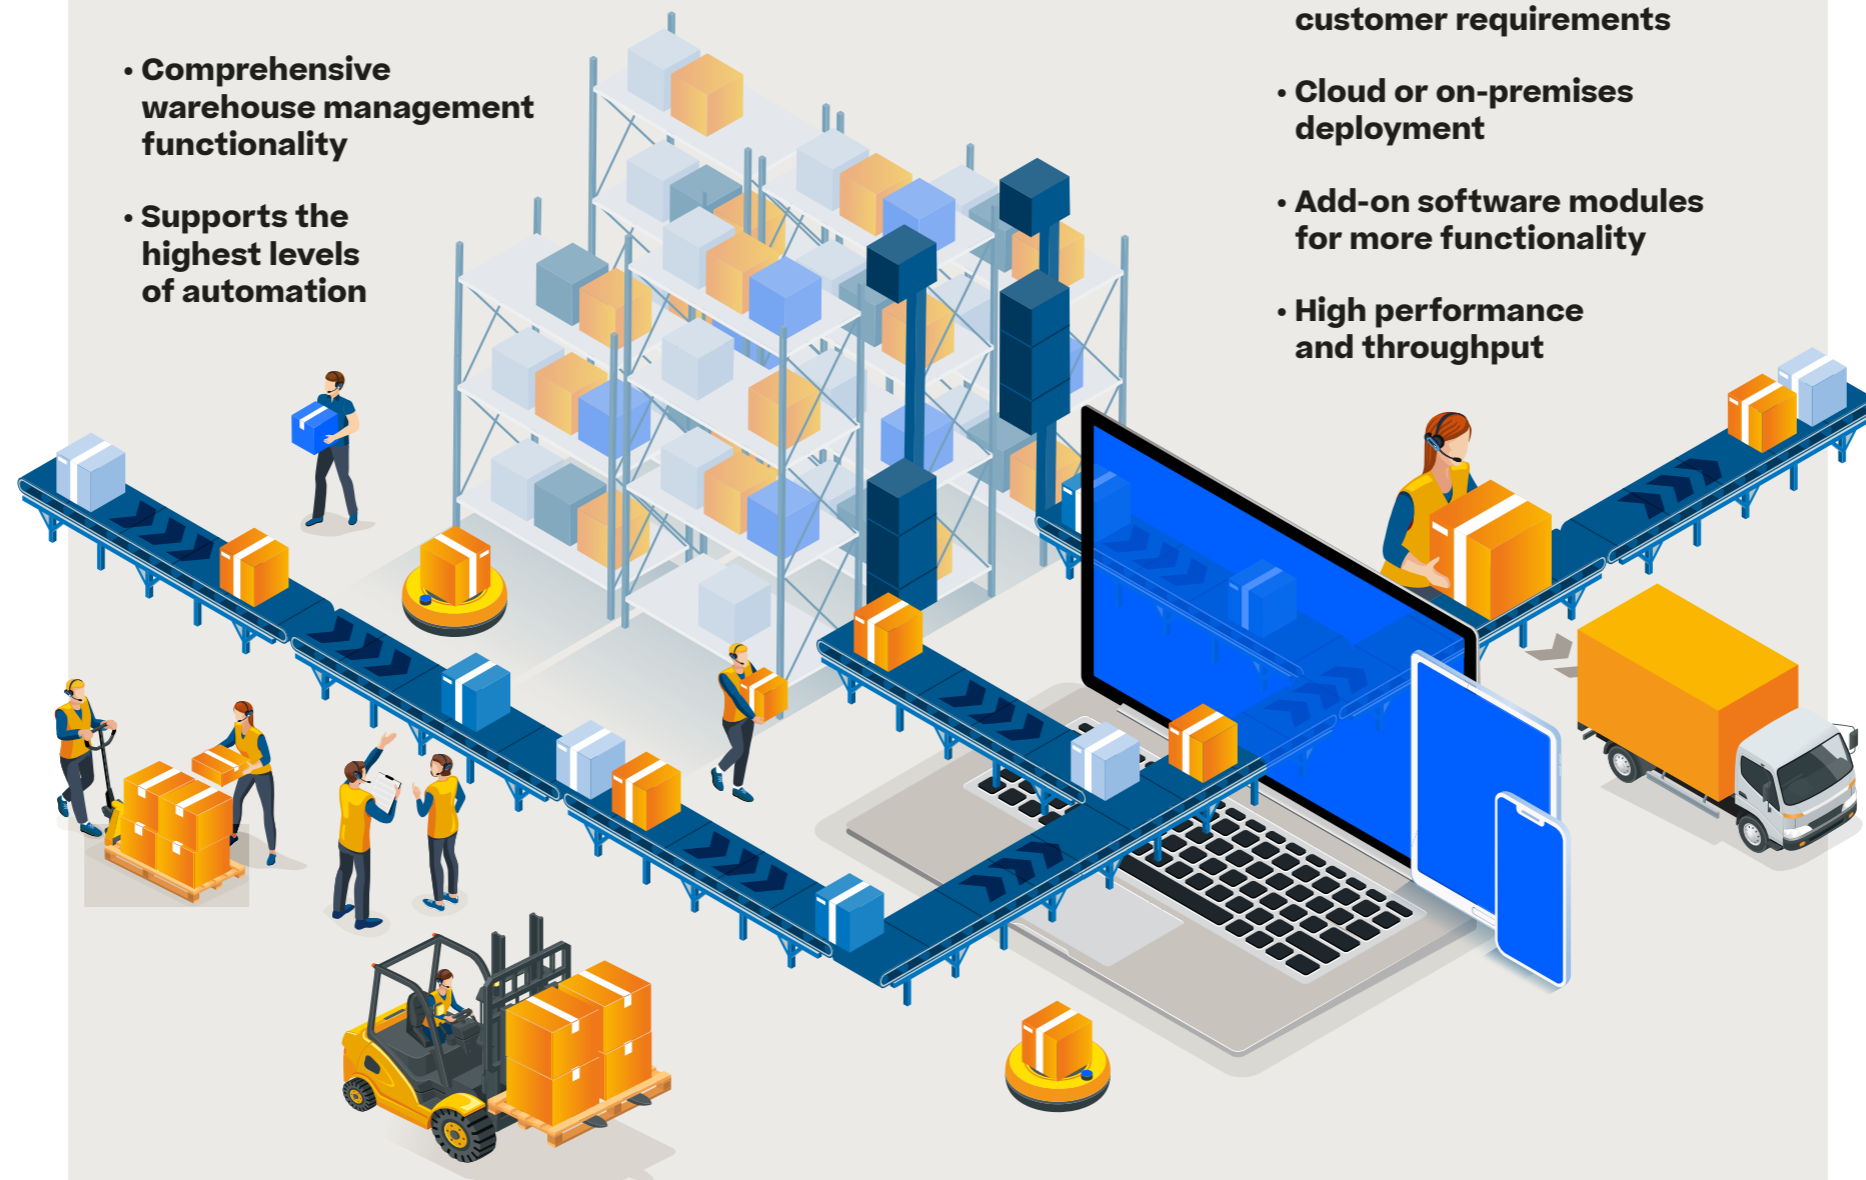 • Comprehensive
warehouse management
functionality
• Supports the
highest levels
of automation
customer requirements
• Cloud or on-premises
deployment
• Add-on software modules
for more functionality
• High performance
and throughput